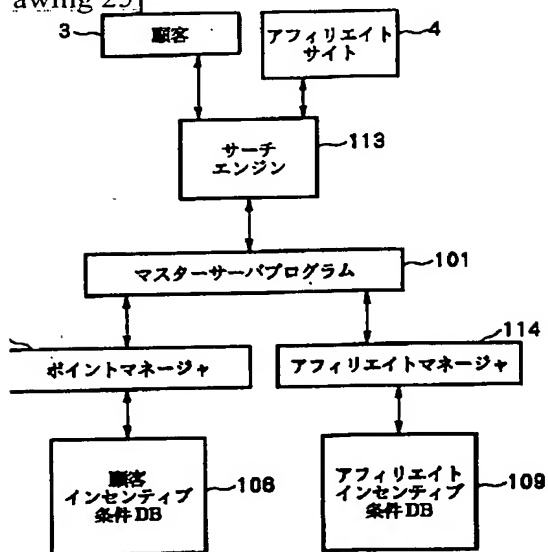 awing 25]
3
顧客
アフィリエイト
サイト
4
サーチ
エンジン
113
マスターサーバプログラム
101
ポイントマネージャ
アフィリエイトマネージャ
114
顧客
インセンティブ
条件DB
108
アフィリエイト
インセンティブ
条件DB
109